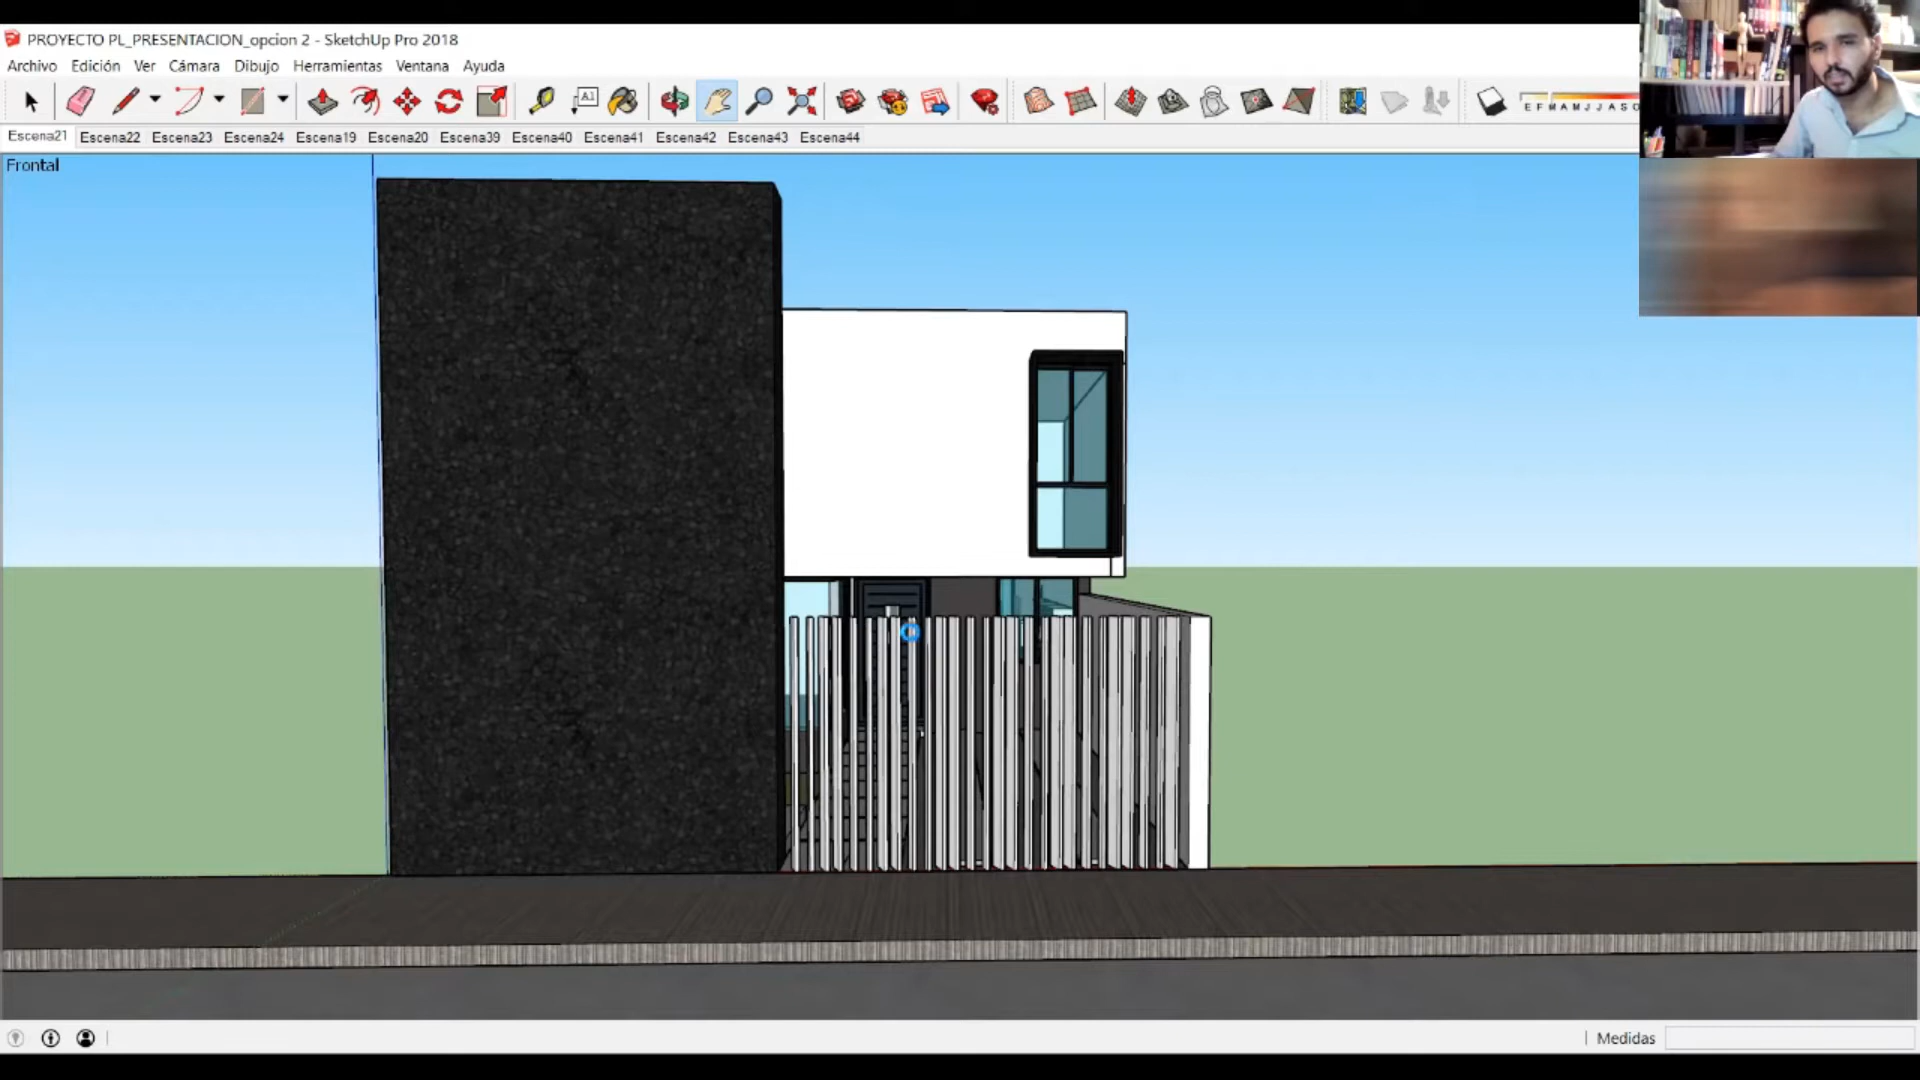 PROYECTO PL_PRESENTACION_opcion 2 - SketchUp Pro 2018
Archivo Edición Ver Cámara Dibujo Herramientas Ventana Ayuda
A1
E F M A M J J A S O
Escena21 Escena22 Escena23 Escena24 Escena19 Escena20 Escena39 Escena40 Escena41 Escena42 Escena43 Escena44
Frontal
Medidas